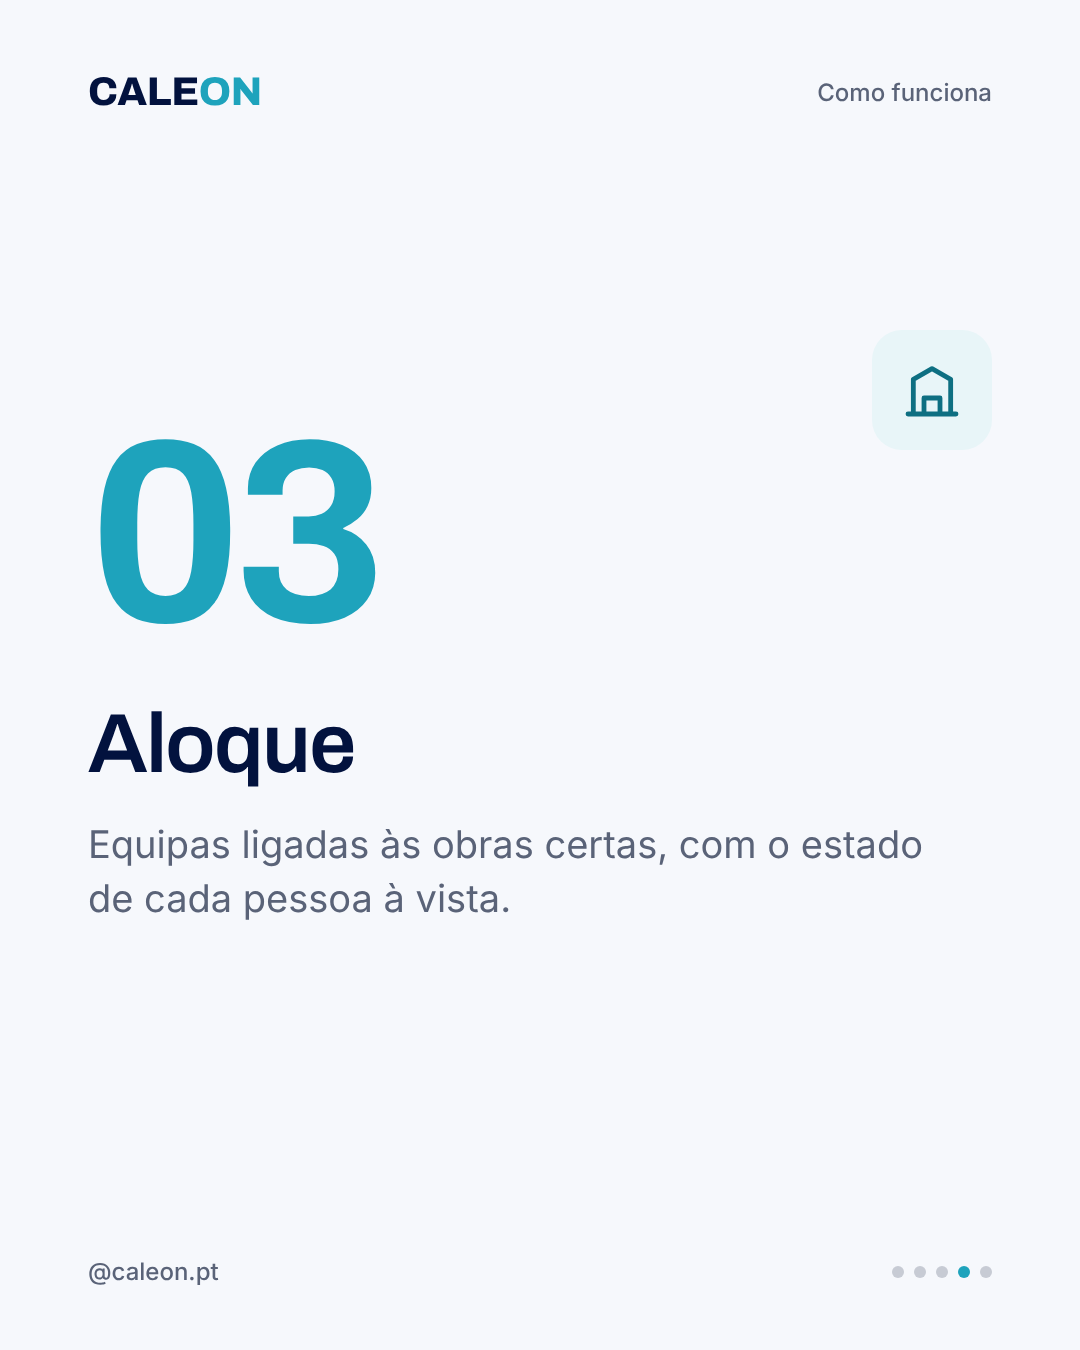 CALEON
Como funciona
03
Aloque
Equipas ligadas às obras certas, com o estado
de cada pessoa à vista.
@caleon.pt